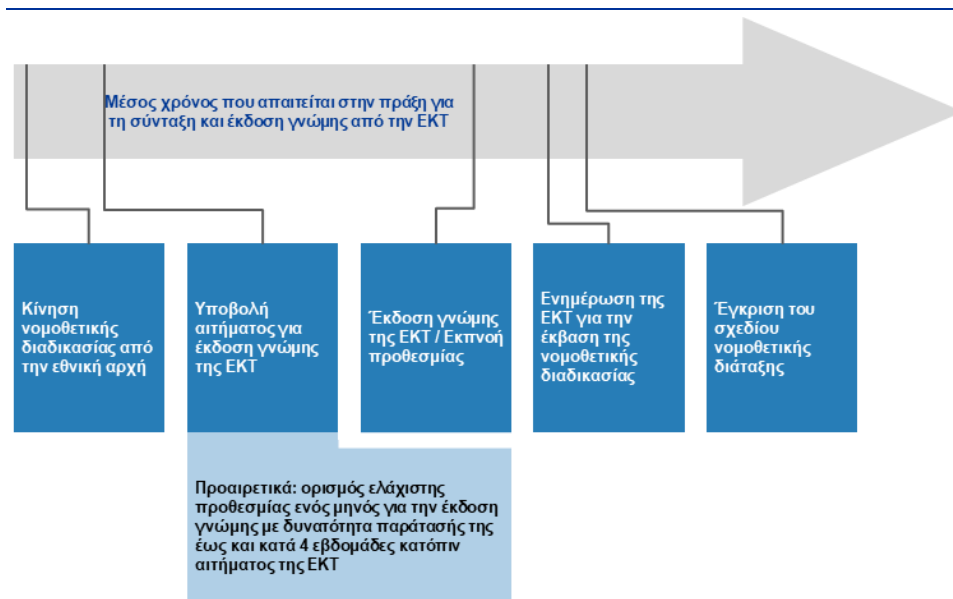 Μέσος χρόνος που απαιτείται στην πράξη για
τη σύνταξη και έκδοση γνώμης από την ΕΚΤ
Κίνηση
νομοθετικής
διαδικασίας από
την εθνική αρχή
Υποβολή
αιτήματος για
έκδοση γνώμης
της ΕΚΤ
Έκδοση γνώμης
της ΕΚΤ / Εκπνοή
προθεσμίας
Ενημέρωση της
ΕΚΤ για την
έκβαση της
νομοθετικής
διαδικασίας
Έγκριση του
σχεδίου
νομοθετικής
διάταξης
Προαιρετικά: ορισμός ελάχιστης
προθεσμίας ενός μηνός για την έκδοση
γνώμης με δυνατότητα παράτασής της
έως και κατά 4 εβδομάδες κατόπιν
αιτήματος της ΕΚΤ